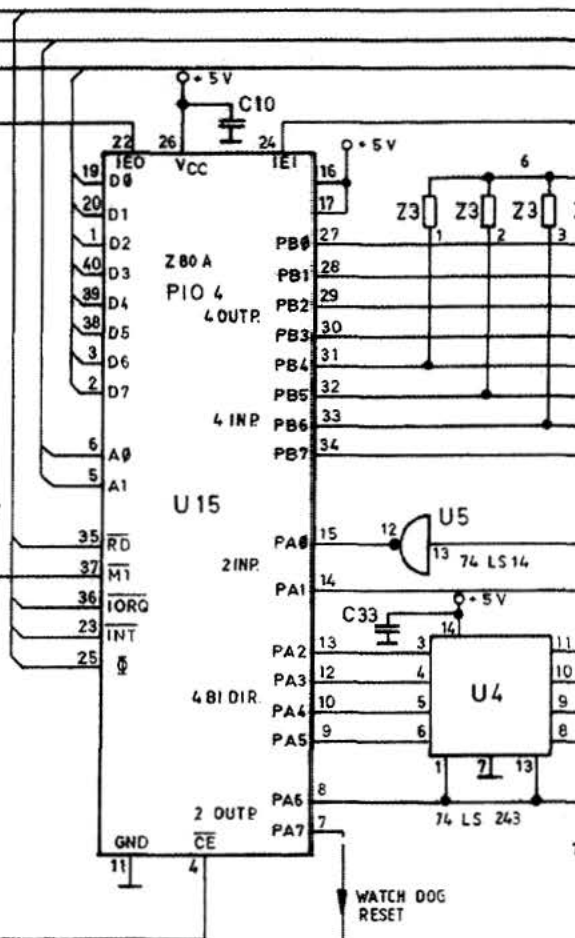 + 5 V
C10
22 26 24
IEO VCC IEI
+ 5 V
6
19 D0
16
20 D1
17
Z3 Z3 Z3
1 2 3
1 D2
PB0 27
40 D3
Z 80 A
PB1 28
39 D4
PIO 4
PB2 29
4 OUTP.
38 D5
PB3 30
3 D6
PB4 31
2 D7
PB5 32
4 INP.
PB6 33
6 A0
PB7 34
5 A1
U 15
U5
35 RD
PA0 15
12
13
74 LS 14
2 INP.
37 M1
PA1 14
36 IORQ
+ 5 V
C33
14
23 INT
PA2 13
3
11
25 Φ
PA3 12
4
U4
10
4 BI DIR.
PA4 10
5
9
PA5 9
6
8
1 7 13
PA6 8
2 OUTP.
74 LS 243
PA7 7
GND CE
11 4
WATCH DOG
RESET